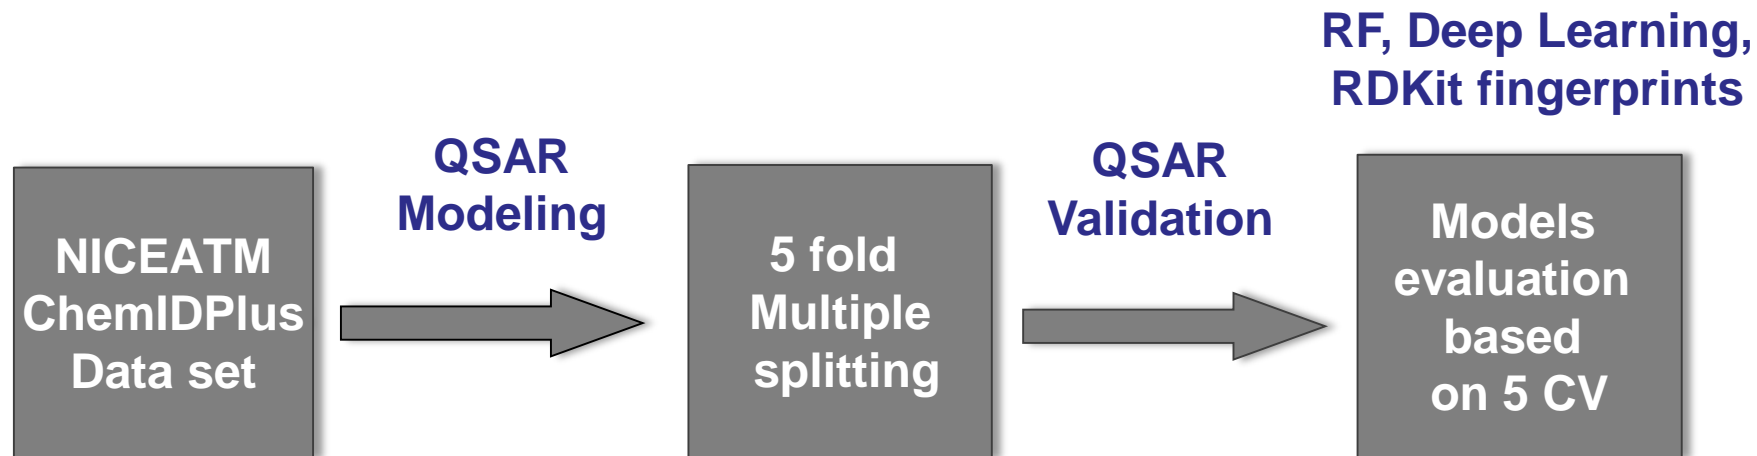 NICEATM
ChemIDPlus
Data set
QSAR
Modeling
5 fold
Multiple
splitting
QSAR
Validation
RF, Deep Learning,
RDKit fingerprints
Models
evaluation
based
on 5 CV